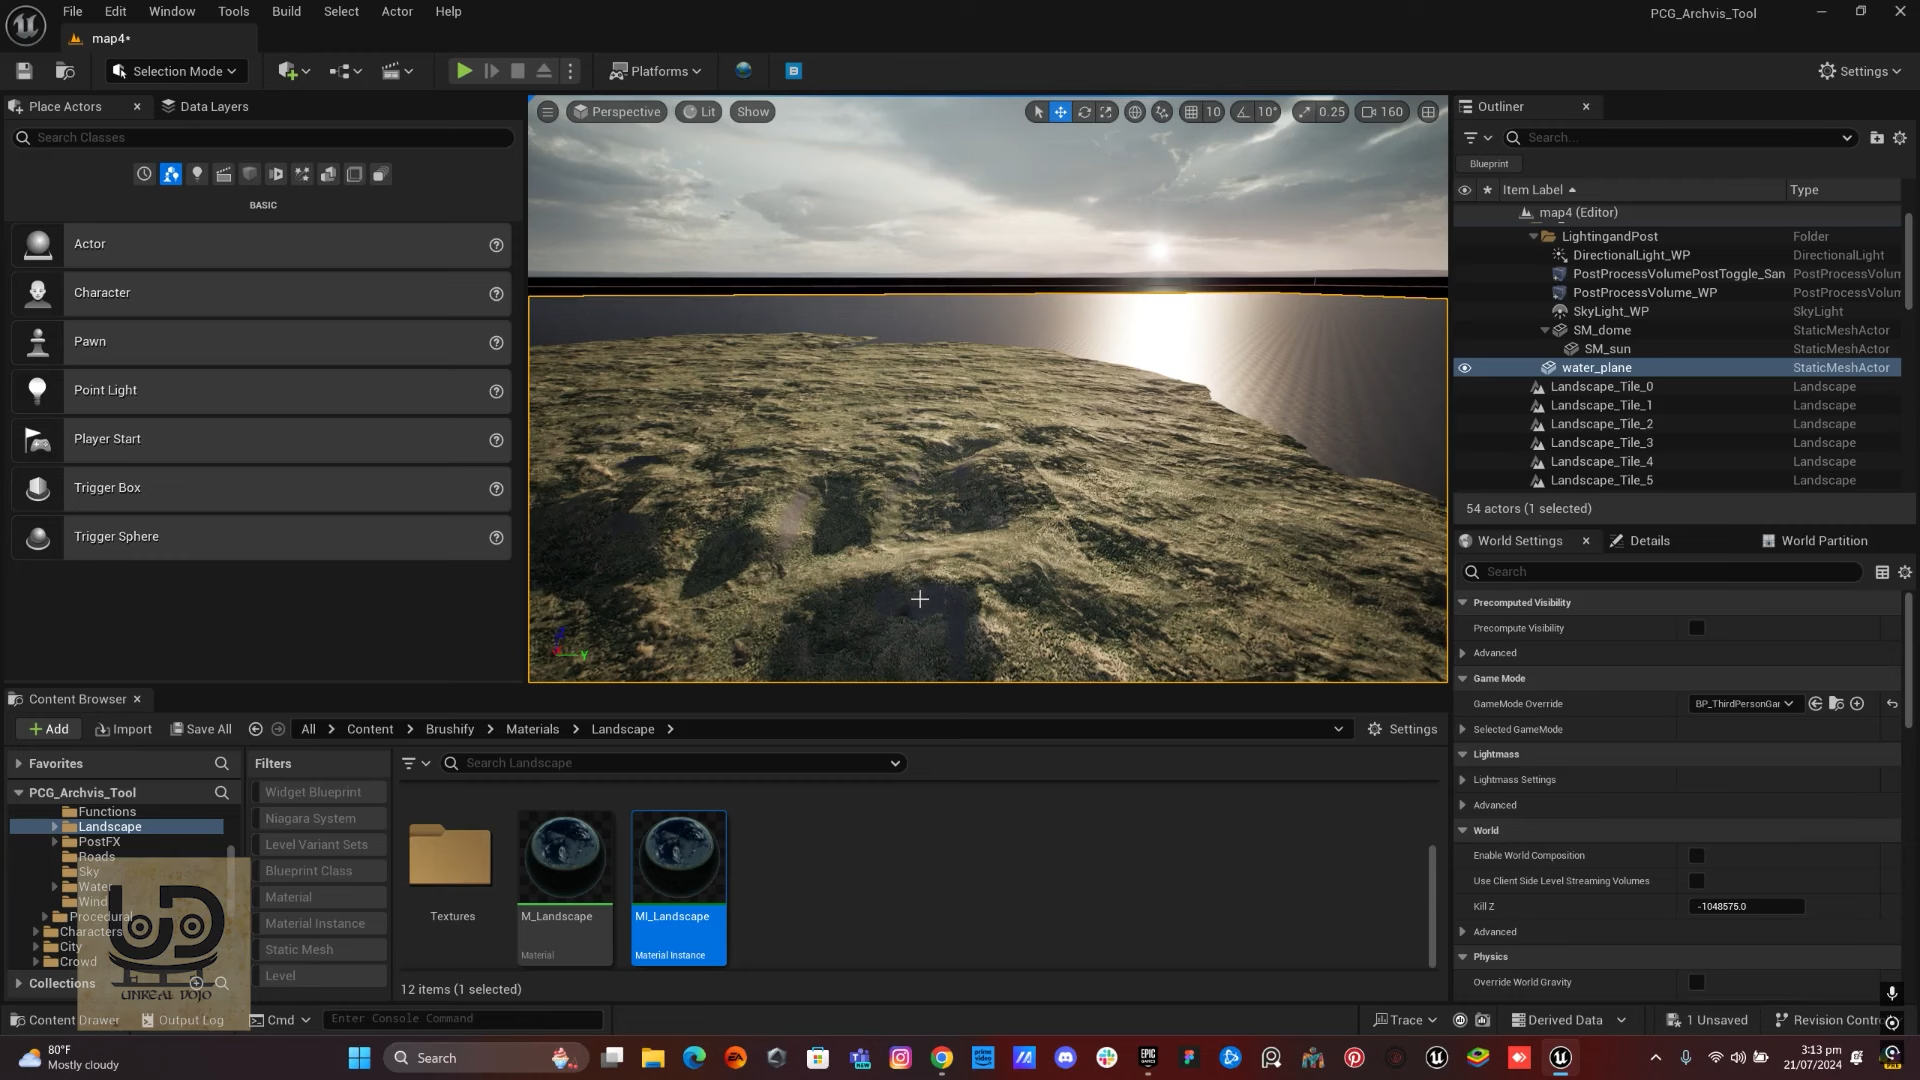 File Edit Window Tools Build Select Actor Help
PCG_Archvis_Tool
map4*
Selection Mode
Platforms
Settings
Place Actors
Data Layers
Search Classes
BASIC
Actor
Character
Pawn
Point Light
Player Start
Trigger Box
Trigger Sphere
Perspective
Lit
Show
10
10°
0.25
160
Y
Outliner
Search...
Blueprint
Item Label
Type
map4 (Editor)
LightingandPost Folder
DirectionalLight_WP DirectionalLight
PostProcessVolumePostToggle_San PostProcessVolun
PostProcessVolume_WP PostProcessVolun
SkyLight_WP SkyLight
SM_dome StaticMeshActor
SM_sun StaticMeshActor
water_plane StaticMeshActor
Landscape_Tile_0 Landscape
Landscape_Tile_1 Landscape
Landscape_Tile_2 Landscape
Landscape_Tile_3 Landscape
Landscape_Tile_4 Landscape
Landscape_Tile_5 Landscape
54 actors (1 selected)
World Settings
Details
World Partition
Search
Precomputed Visibility
Precompute Visibility
Advanced
Game Mode
GameMode Override BP_ThirdPersonGar
Selected GameMode
Lightmass
Lightmass Settings
Advanced
World
Enable World Composition
Use Client Side Level Streaming Volumes
Kill Z -1048575.0
Advanced
Physics
Override World Gravity
Content Browser
Add
Import
Save All
All
Content
Brushify
Materials
Landscape
Settings
Favorites
PCG_Archvis_Tool
Functions
Landscape
PostFX
Roads
Sky
Water
Wind
Procedural
Characters
City
Crowd
Collections
Filters
Widget Blueprint
Niagara System
Level Variant Sets
Blueprint Class
Material
Material Instance
Static Mesh
Level
Search Landscape
Textures
M_Landscape
Material
MI_Landscape
Material Instance
12 items (1 selected)
UNREAL DOJO
Content Drawer
Output Log
Cmd
Enter Console Command
Trace
Derived Data
1 Unsaved
Revision Contr
80°F
Mostly cloudy
Search
3:13 pm
21/07/2024